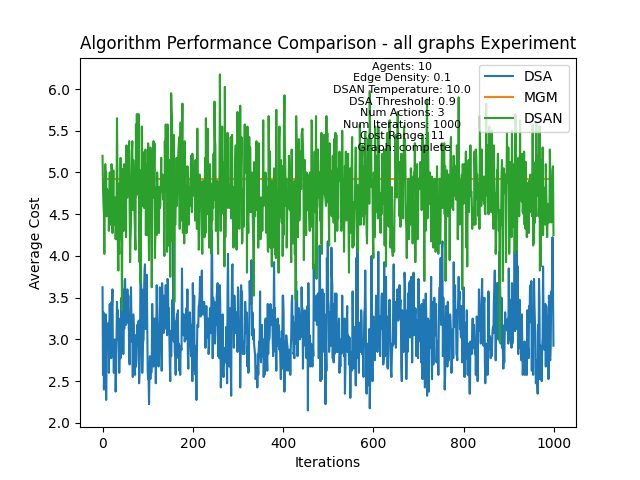 Algorithm Performance Comparison - all graphs Experiment
Agents: 10
Edge Density: 0.1
DSAN Temperature: 10.0
DSA Threshold: 0.9
Num Actions: 3
Num Iterations: 1000
Cost Range: 11
Graph: complete
DSA
MGM
DSAN
Average Cost
6.0
5.5
5.0
4.5
4.0
3.5
3.0
2.5
2.0
0 200 400 600 800 1000
Iterations